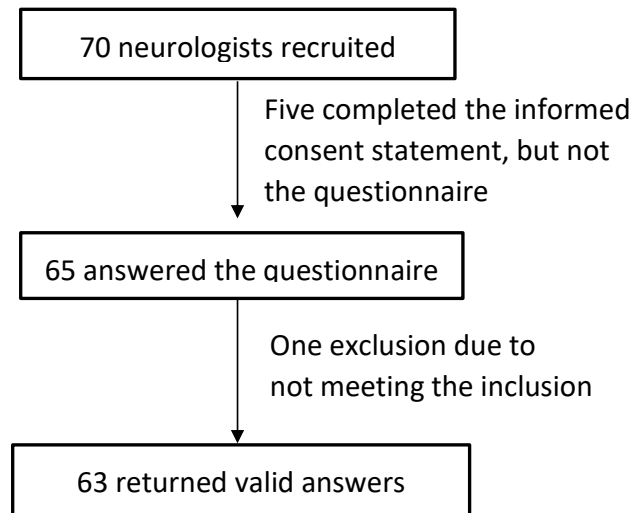 70 neurologists recruited
Five completed the informed
consent statement, but not
the questionnaire
65 answered the questionnaire
One exclusion due to
not meeting the inclusion
63 returned valid answers